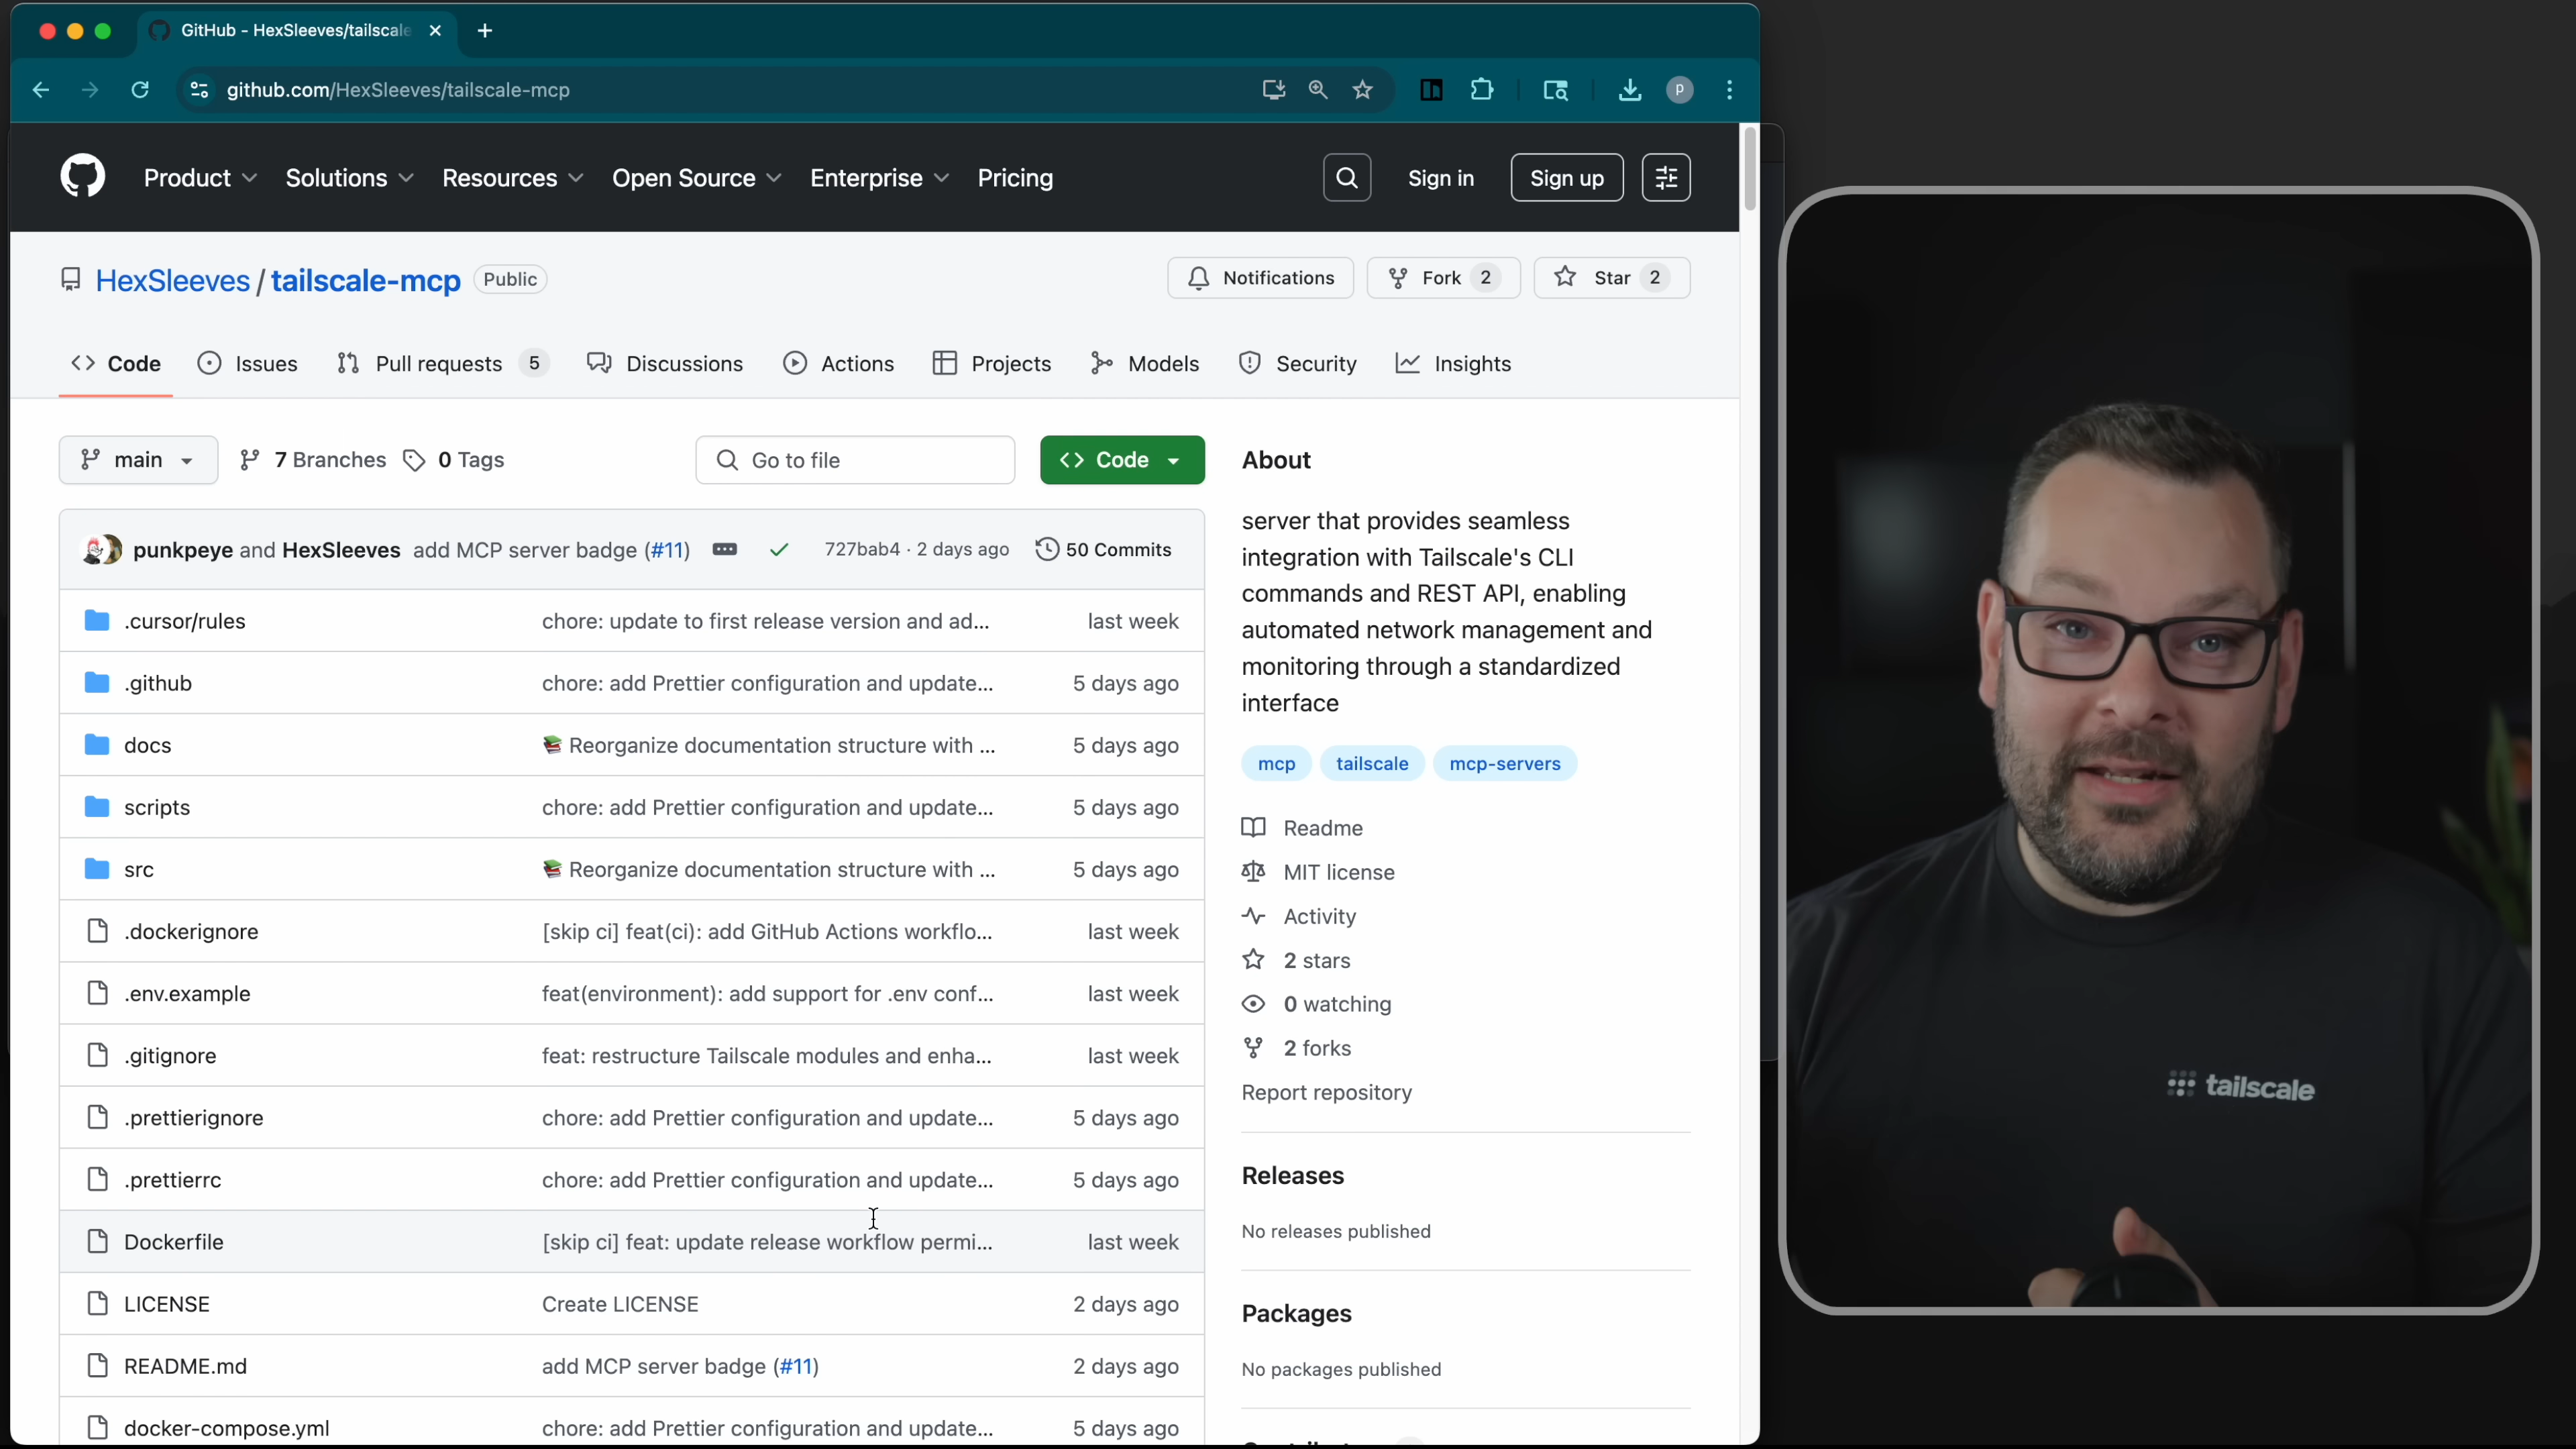 GitHub - HexSleeves/tailscale
github.com/HexSleeves/tailscale-mcp
P
Product
Solutions
Resources
Open Source
Enterprise
Pricing
Sign in
Sign up
HexSleeves / tailscale-mcp
Public
Notifications
Fork 2
Star 2
Code
Issues
Pull requests 5
Discussions
Actions
Projects
Models
Security
Insights
main
7 Branches
0 Tags
Go to file
Code
punkpeye and HexSleeves add MCP server badge (#11)
727bab4 · 2 days ago
50 Commits
.cursor/rules chore: update to first release version and ad... last week
.github chore: add Prettier configuration and update... 5 days ago
docs 📚 Reorganize documentation structure with ... 5 days ago
scripts chore: add Prettier configuration and update... 5 days ago
src 📚 Reorganize documentation structure with ... 5 days ago
.dockerignore [skip ci] feat(ci): add GitHub Actions workflo... last week
.env.example feat(environment): add support for .env conf... last week
.gitignore feat: restructure Tailscale modules and enha... last week
.prettierignore chore: add Prettier configuration and update... 5 days ago
.prettierrc chore: add Prettier configuration and update... 5 days ago
Dockerfile [skip ci] feat: update release workflow permi... last week
LICENSE Create LICENSE 2 days ago
README.md add MCP server badge (#11) 2 days ago
docker-compose.yml chore: add Prettier configuration and update... 5 days ago
About
server that provides seamless
integration with Tailscale's CLI
commands and REST API, enabling
automated network management and
monitoring through a standardized
interface
mcp
tailscale
mcp-servers
Readme
MIT license
Activity
2 stars
0 watching
2 forks
Report repository
Releases
No releases published
Packages
No packages published
tailscale